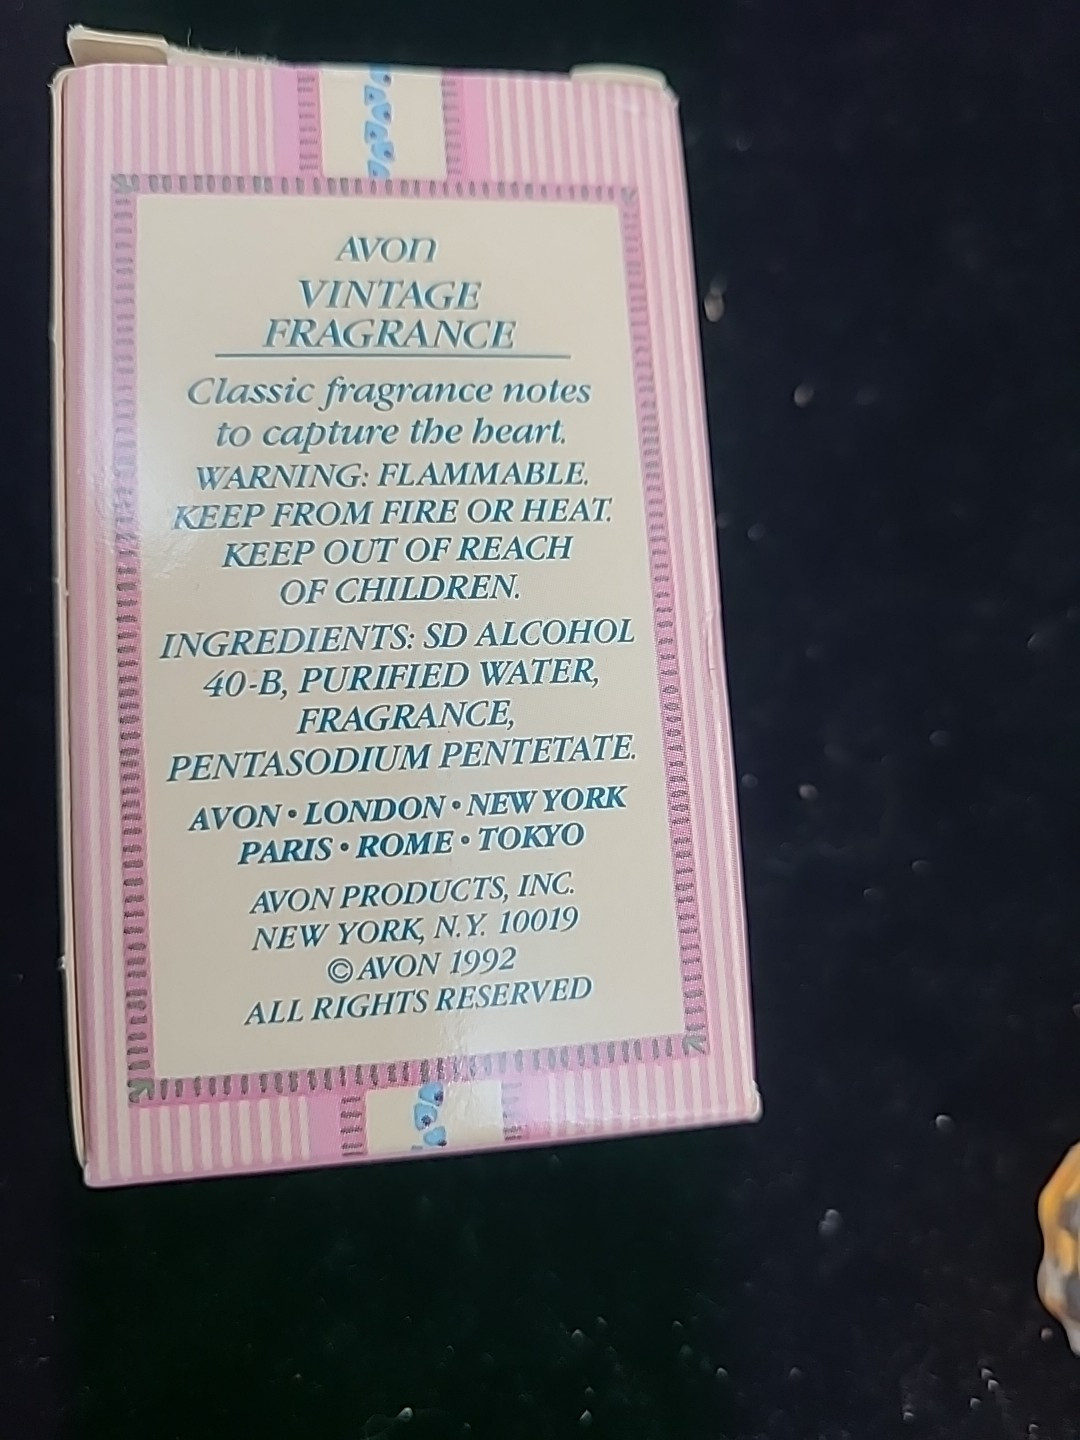 AVON
VINTAGE
FRAGRANCE
Classic fragrance notes
to capture the heart.
WARNING: FLAMMABLE.
KEEP FROM FIRE OR HEAT.
KEEP OUT OF REACH
OF CHILDREN.
INGREDIENTS: SD ALCOHOL
40-B, PURIFIED WATER,
FRAGRANCE,
PENTASODIUM PENTETATE.
AVON • LONDON • NEW YORK
PARIS • ROME • TOKYO
AVON PRODUCTS, INC.
NEW YORK, N.Y. 10019
© AVON 1992
ALL RIGHTS RESERVED